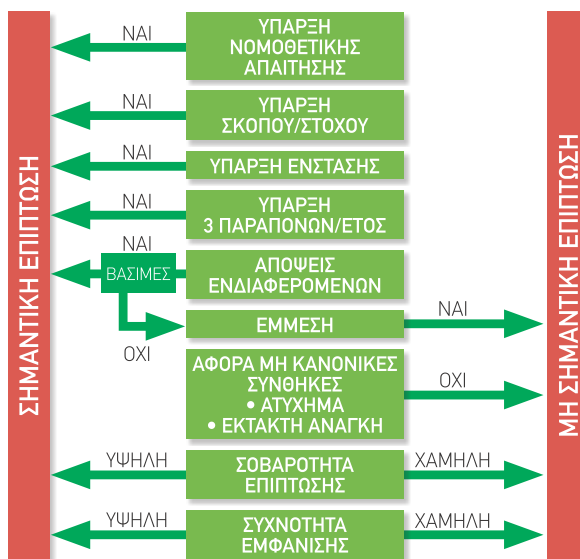 ΣΗΜΑΝΤΙΚΗ ΕΠΙΠΤΩΣΗ
ΝΑΙ
ΥΠΑΡΞΗ
ΝΟΜΟΘΕΤΙΚΗΣ
ΑΠΑΙΤΗΣΗΣ
ΝΑΙ
ΥΠΑΡΞΗ
ΣΚΟΠΟΥ/ΣΤΟΧΟΥ
ΝΑΙ
ΥΠΑΡΞΗ ΕΝΣΤΑΣΗΣ
ΝΑΙ
ΥΠΑΡΞΗ
3 ΠΑΡΑΠΟΝΩΝ/ΕΤΟΣ
ΝΑΙ
ΒΑΣΙΜΕΣ
ΑΠΟΨΕΙΣ
ΕΝΔΙΑΦΕΡΟΜΕΝΩΝ
ΟΧΙ
ΕΜΜΕΣΗ
ΝΑΙ
ΑΦΟΡΑ ΜΗ ΚΑΝΟΝΙΚΕΣ
ΣΥΝΘΗΚΕΣ
• ΑΤΥΧΗΜΑ
• ΕΚΤΑΚΤΗ ΑΝΑΓΚΗ
ΟΧΙ
ΥΨΗΛΗ
ΣΟΒΑΡΟΤΗΤΑ
ΕΠΙΠΤΩΣΗΣ
ΧΑΜΗΛΗ
ΥΨΗΛΗ
ΣΥΧΝΟΤΗΤΑ
ΕΜΦΑΝΙΣΗΣ
ΧΑΜΗΛΗ
ΜΗ ΣΗΜΑΝΤΙΚΗ ΕΠΙΠΤΩΣΗ